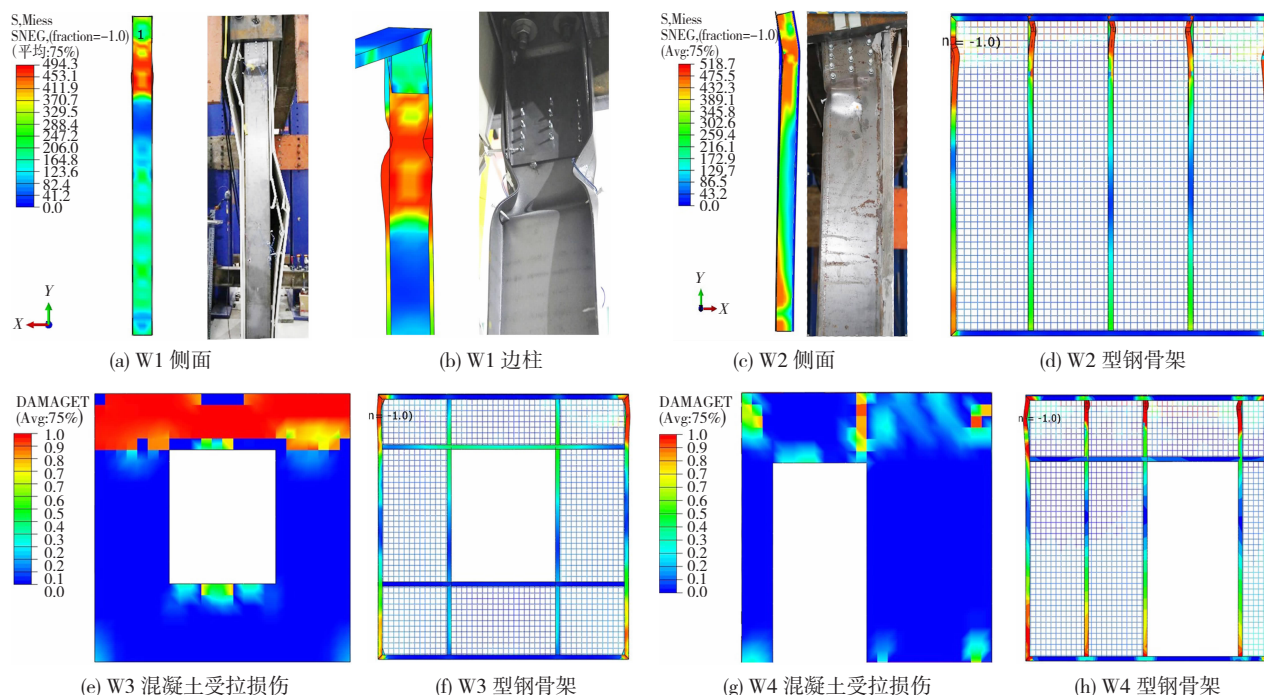 S,Miess
SNEG,(fraction=-1.0)
(平均:75%)
494.3
453.1
411.9
370.7
329.5
288.4
247.2
206.0
164.8
123.6
82.4
41.2
0.0
1
Y
X
(a) W1 侧面
(b) W1 边柱
S,Miess
SNEG,(fraction=-1.0)
(Avg:75%)
518.7
475.5
432.3
389.1
345.8
302.6
259.4
216.1
172.9
129.7
86.5
43.2
0.0
Y
X
(c) W2 侧面
n = -1.0)
(d) W2 型钢骨架
DAMAGET
(Avg:75%)
1.0
0.9
0.8
0.7
0.6
0.5
0.4
0.3
0.2
0.1
0.0
(e) W3 混凝土受拉损伤
(n = -1.0)
(f) W3 型钢骨架
DAMAGET
(Avg:75%)
1.0
0.9
0.8
0.7
0.6
0.5
0.4
0.3
0.2
0.1
0.0
(g) W4 混凝土受拉损伤
n = -1.0)
(h) W4 型钢骨架